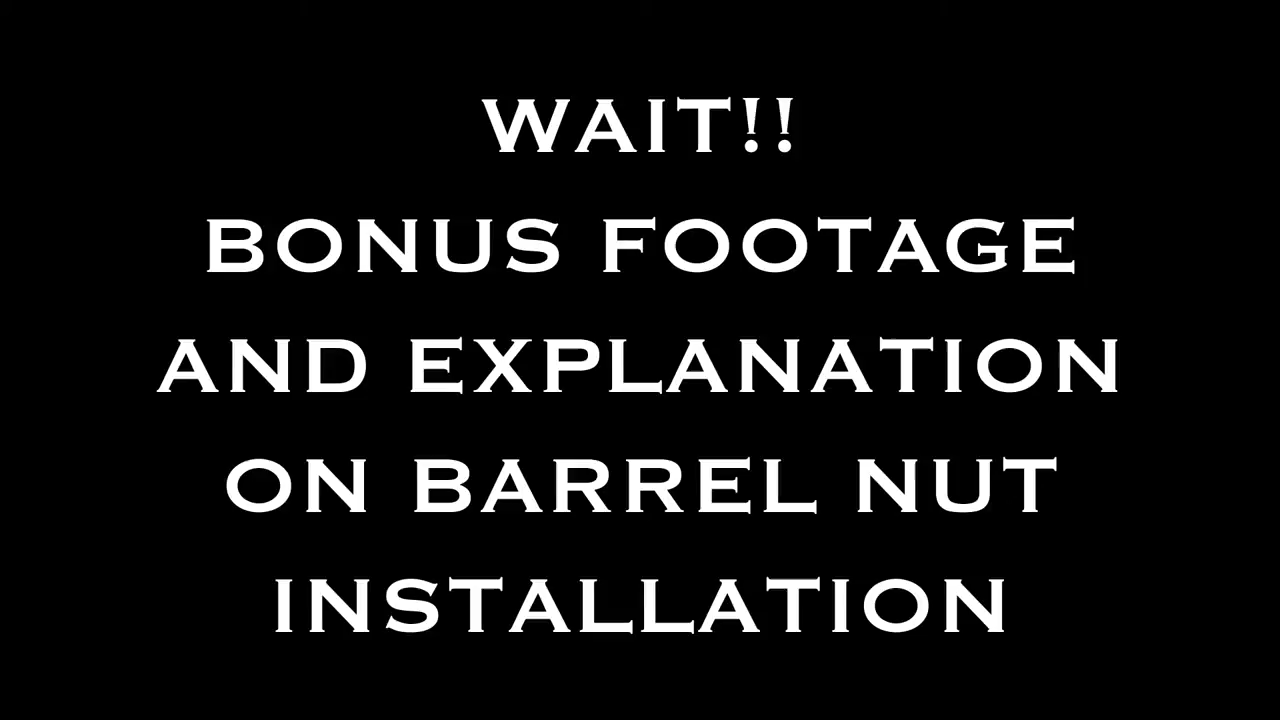 WAIT!!
BONUS FOOTAGE
AND EXPLANATION
ON BARREL NUT
INSTALLATION